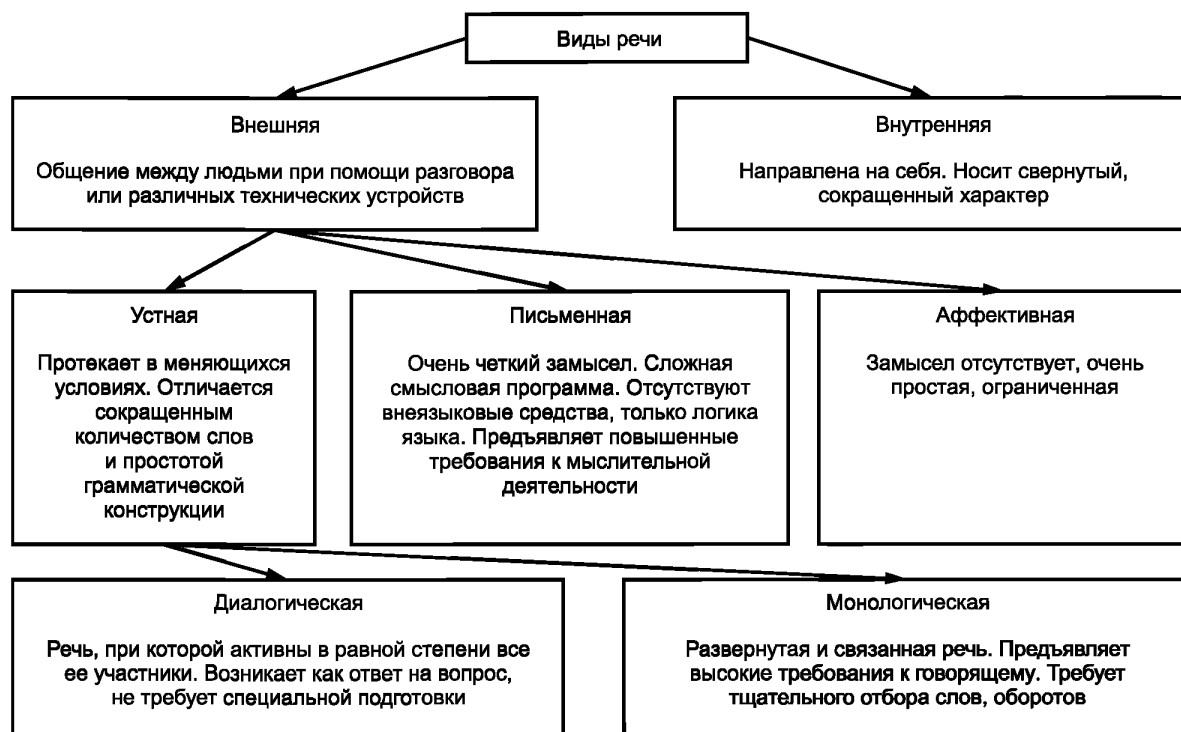 Виды речи
Внешняя
Общение между людьми при помощи разговора
или различных технических устройств
Внутренняя
Направлена на себя. Носит свернутый,
сокращенный характер
Устная
Протекает в меняющихся
условиях. Отличается
сокращенным
количеством слов
и простотой
грамматической
конструкции
Письменная
Очень четкий замысел. Сложная
смысловая программа. Отсутствуют
внеязыковые средства, только логика
языка. Предъявляет повышенные
требования к мыслительной
деятельности
Аффективная
Замысел отсутствует, очень
простая, ограниченная
Диалогическая
Речь, при которой активны в равной степени все
ее участники. Возникает как ответ на вопрос,
не требует специальной подготовки
Монологическая
Развернутая и связанная речь. Предъявляет
высокие требования к говорящему. Требует
тщательного отбора слов, оборотов